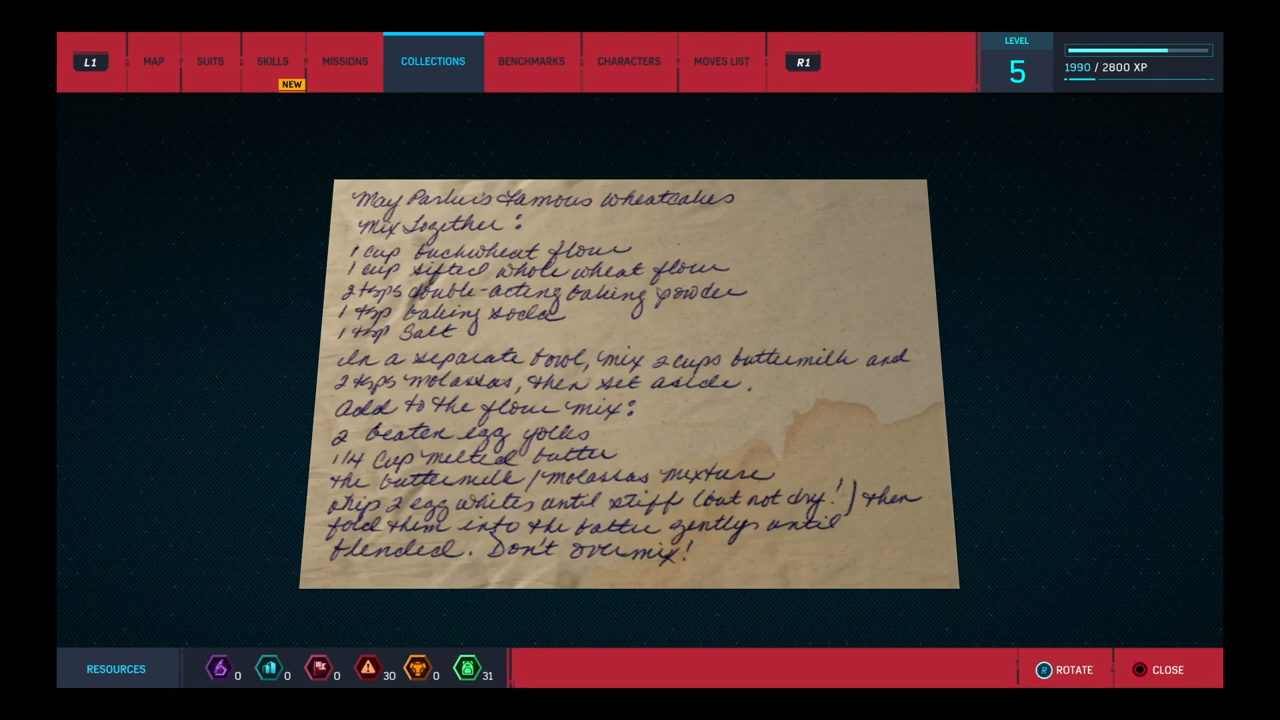 L1 MAP SUITS SKILLS MISSIONS COLLECTIONS BENCHMARKS CHARACTERS MOVES LIST R1
NEW
LEVEL
5
1990 / 2800 XP
May Parker's Famous Wheatcakes
Mix Together:
1 cup buckwheat flour
1 cup sifted whole wheat flour
2 tsps double-acting baking powder
1 tsp baking soda
1 tsp Salt
In a separate bowl, mix 2 cups buttermilk and
2 tsps molassas, then set aside.
Add to the flour mix:
2 beaten egg yolks
1/4 Cup melted butter
the buttermilk/molassas mixture
whip 2 egg whites until stiff (but not dry!) then
fold them into the batter gently until
blended. Don't overmix!
RESOURCES 0 0 0 30 0 31
R ROTATE CLOSE